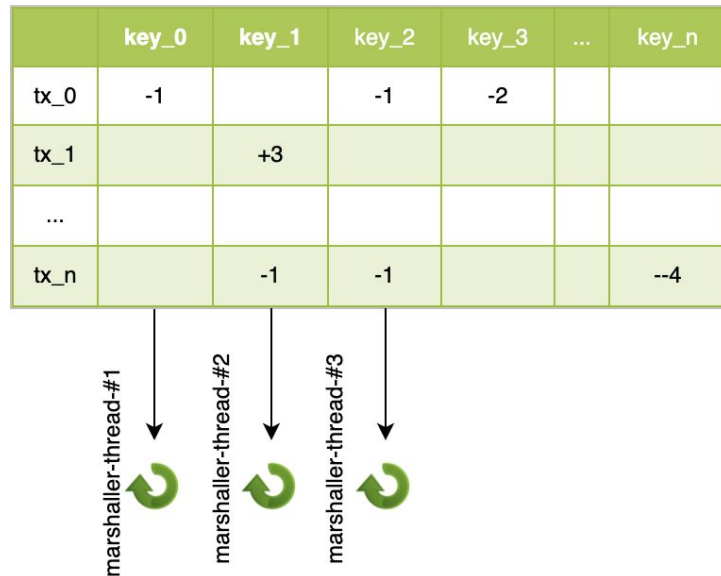 key_0 key_1 key_2 key_3 ... key_n
tx_0 -1 -1 -2
tx_1 +3
...
tx_n -1 -1 --4
marshaller-thread-#1
marshaller-thread-#2
marshaller-thread-#3